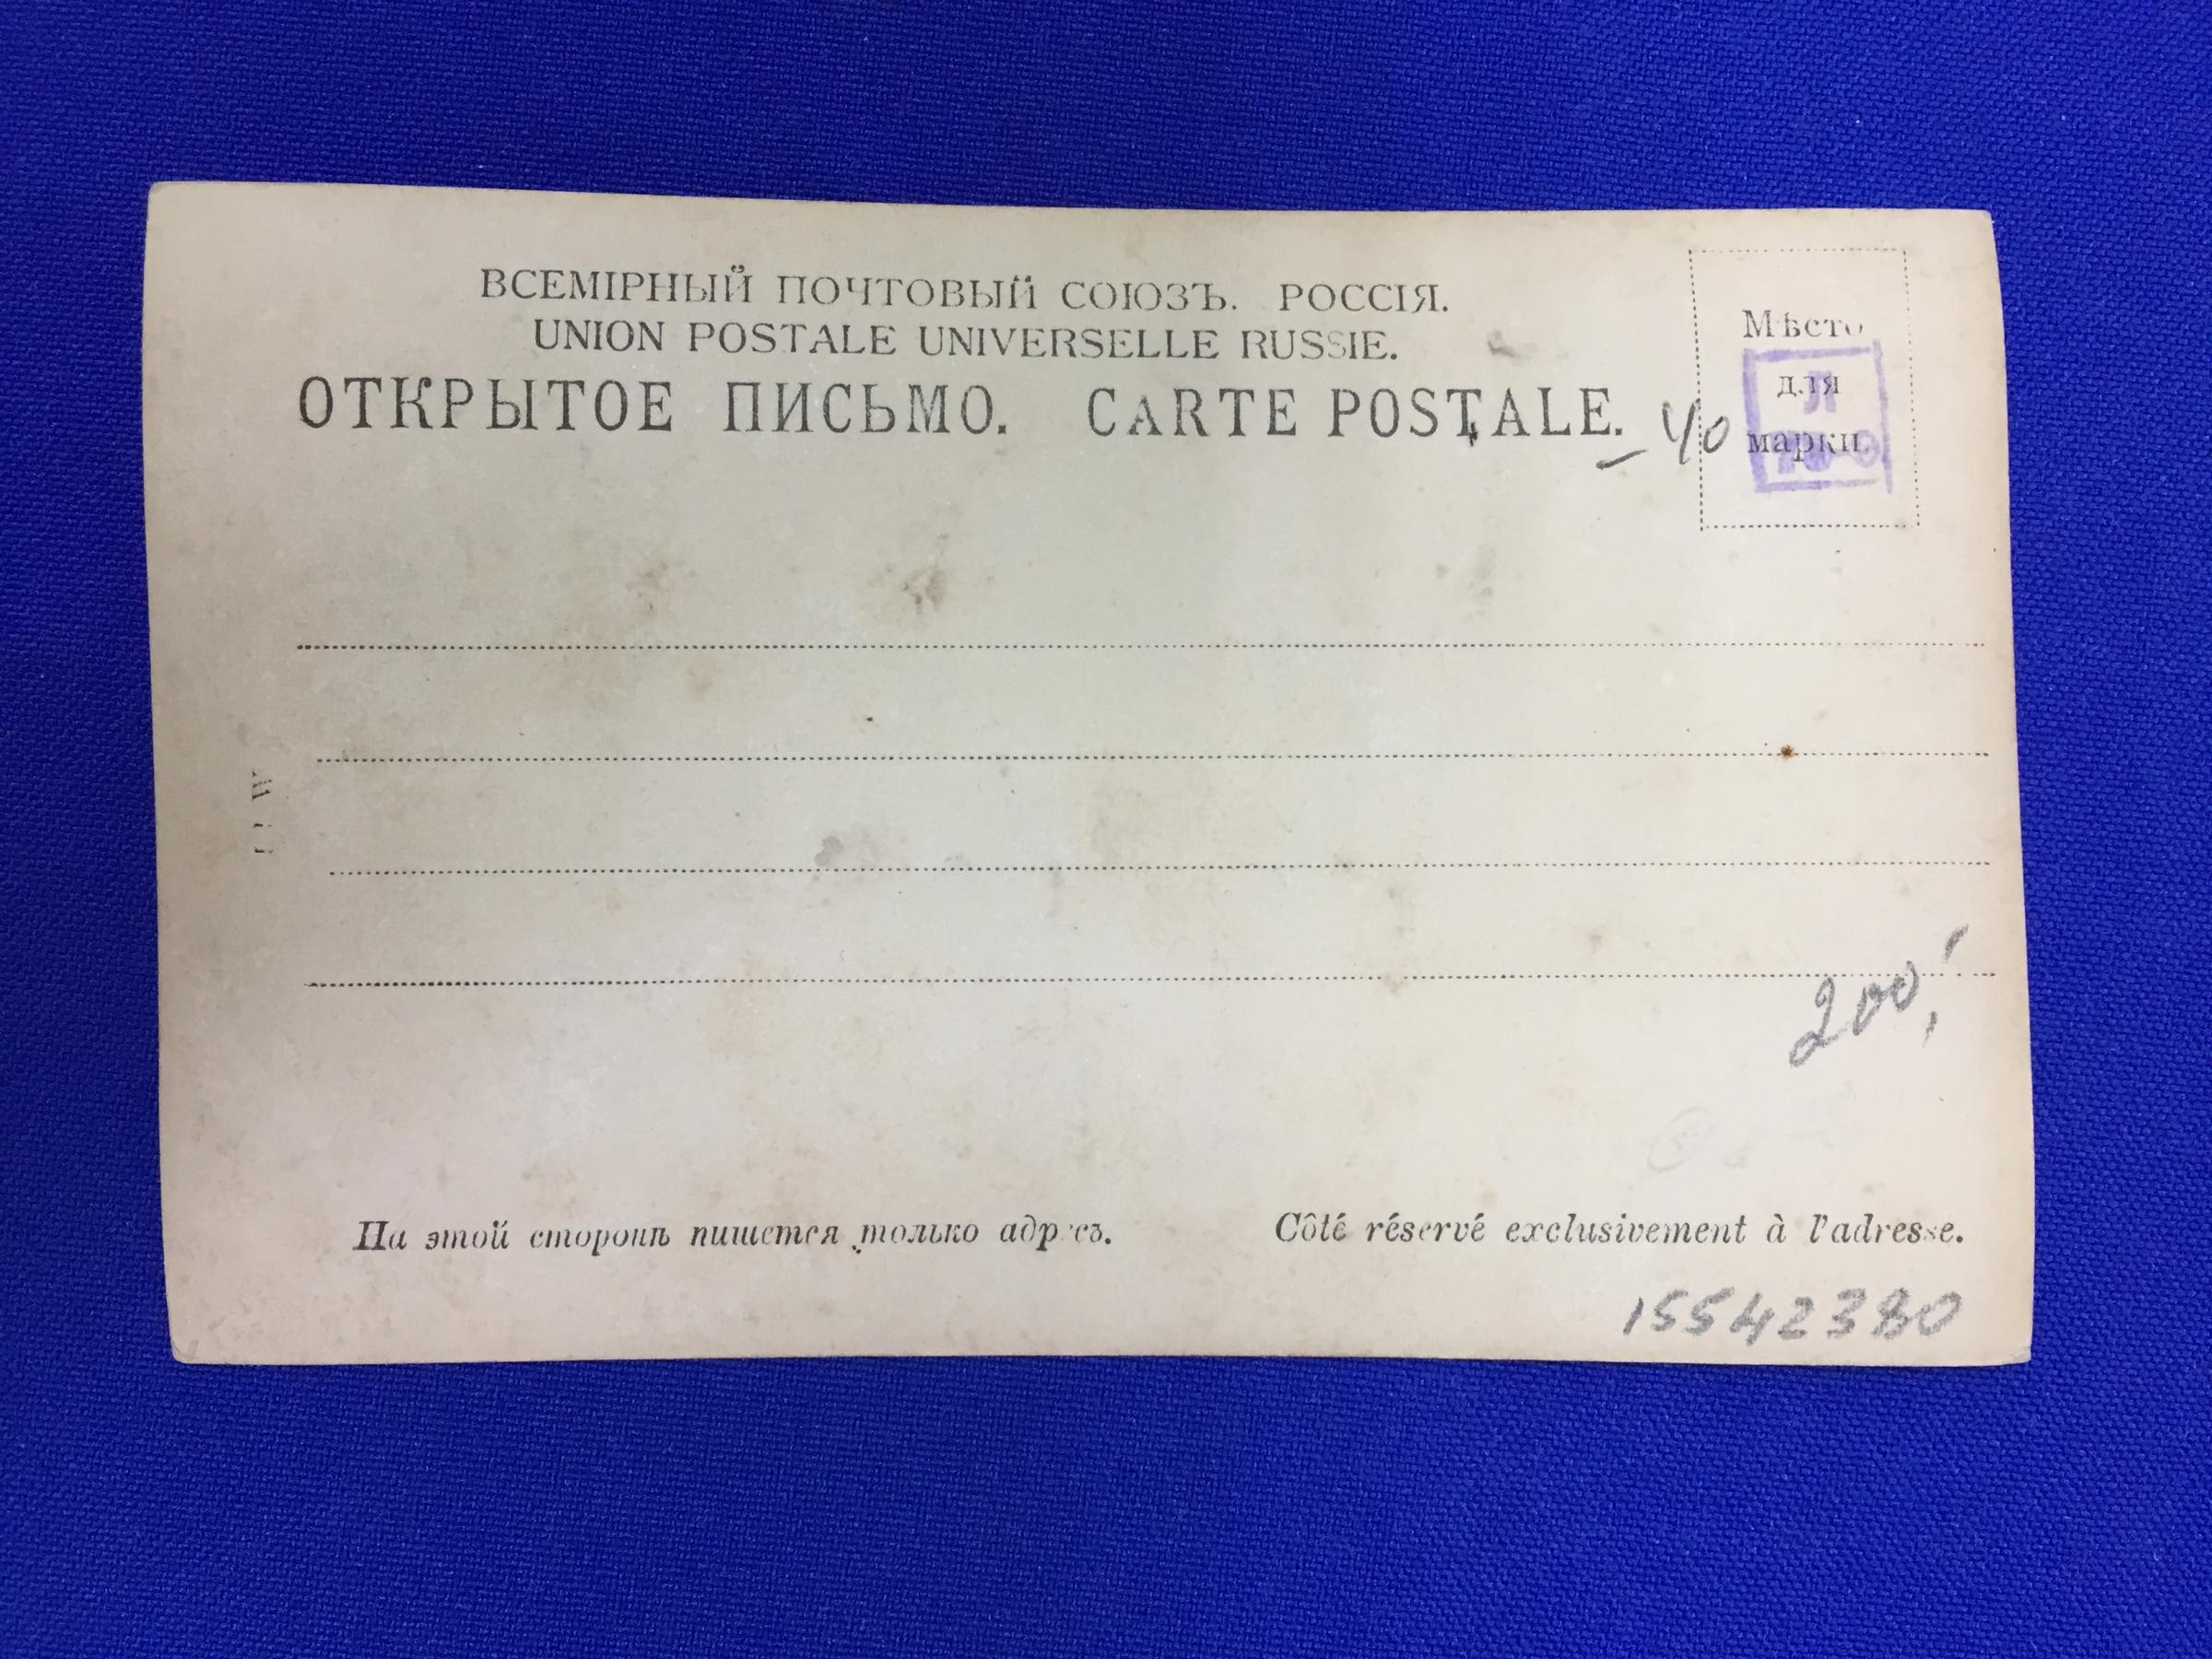 ВСЕМІРНЫЙ ПОЧТОВЫЙ СОЮЗЪ. РОССІЯ.
UNION POSTALE UNIVERSELLE RUSSIE.
ОТКРЫТОЕ ПИСЬМО. CARTE POSTALE.
40
Мѣсто
для
марки.
200
На этой сторонѣ пишется только адресъ.
Côté réservé exclusivement à l'adresse.
15542380